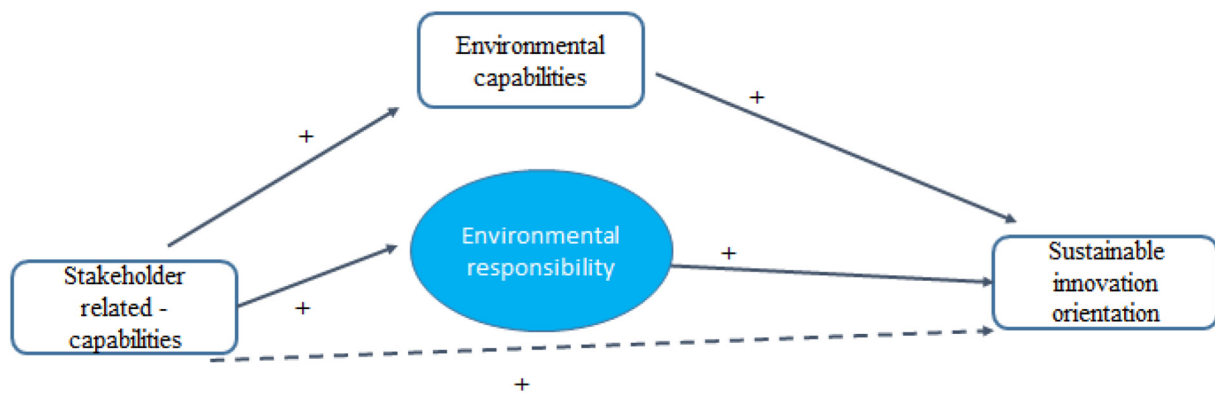 Environmental
capabilities
+
+
Environmental
responsibility
Stakeholder
related -
capabilities
+
+
Sustainable
innovation
orientation
+